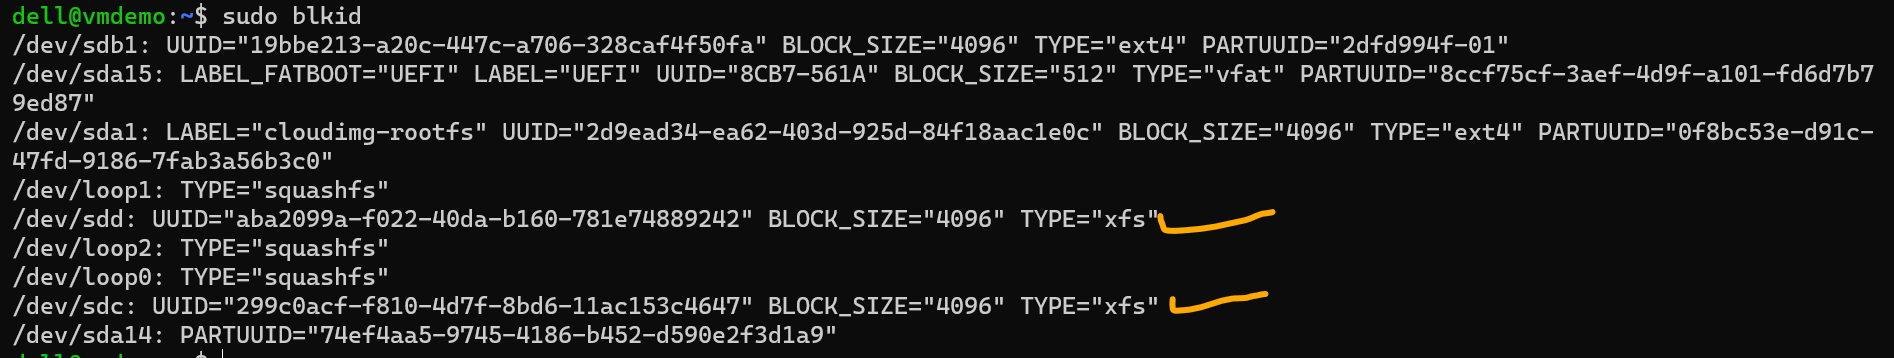 dell@vmdemo:~$ sudo blkid
/dev/sdb1: UUID="19bbe213-a20c-447c-a706-328caf4f50fa" BLOCK_SIZE="4096" TYPE="ext4" PARTUUID="2dfd994f-01"
/dev/sda15: LABEL_FATBOOT="UEFI" LABEL="UEFI" UUID="8CB7-561A" BLOCK_SIZE="512" TYPE="vfat" PARTUUID="8ccf75cf-3aef-4d9f-a101-fd6d7b7
9ed87"
/dev/sda1: LABEL="cloudimg-rootfs" UUID="2d9ead34-ea62-403d-925d-84f18aac1e0c" BLOCK_SIZE="4096" TYPE="ext4" PARTUUID="0f8bc53e-d91c-
47fd-9186-7fab3a56b3c0"
/dev/loop1: TYPE="squashfs"
/dev/sdd: UUID="aba2099a-f022-40da-b160-781e74889242" BLOCK_SIZE="4096" TYPE="xfs"
/dev/loop2: TYPE="squashfs"
/dev/loop0: TYPE="squashfs"
/dev/sdc: UUID="299c0acf-f810-4d7f-8bd6-11ac153c4647" BLOCK_SIZE="4096" TYPE="xfs"
/dev/sda14: PARTUUID="74ef4aa5-9745-4186-b452-d590e2f3d1a9"